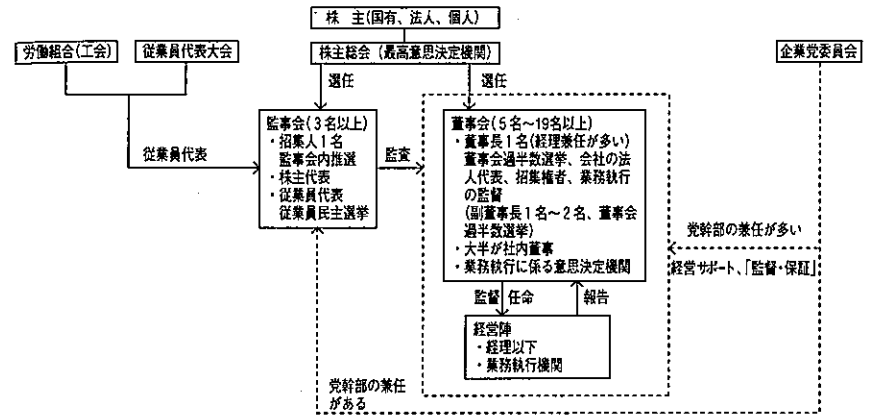 株　主（国有、法人、個人）
労働組合（工会）
従業員代表大会
株主総会（最高意思決定機関）
企業党委員会
選任
選任
監事会（３名以上）
・招集人１名
監事会内推選
・株主代表
・従業員代表
従業員民主選挙
従業員代表
監査
董事会（５名～19名以上）
・董事長１名（経理兼任が多い）
董事会過半数選挙、会社の法
人代表、招集権者、業務執行
の監督
（副董事長１名～２名、董事会
過半数選挙）
・大半が社内董事
・業務執行に係る意思決定機関
党幹部の兼任が多い
経営サポート、「監督・保証」
監督
任命
報告
経営陣
・経理以下
・業務執行機関
党幹部の兼任
がある